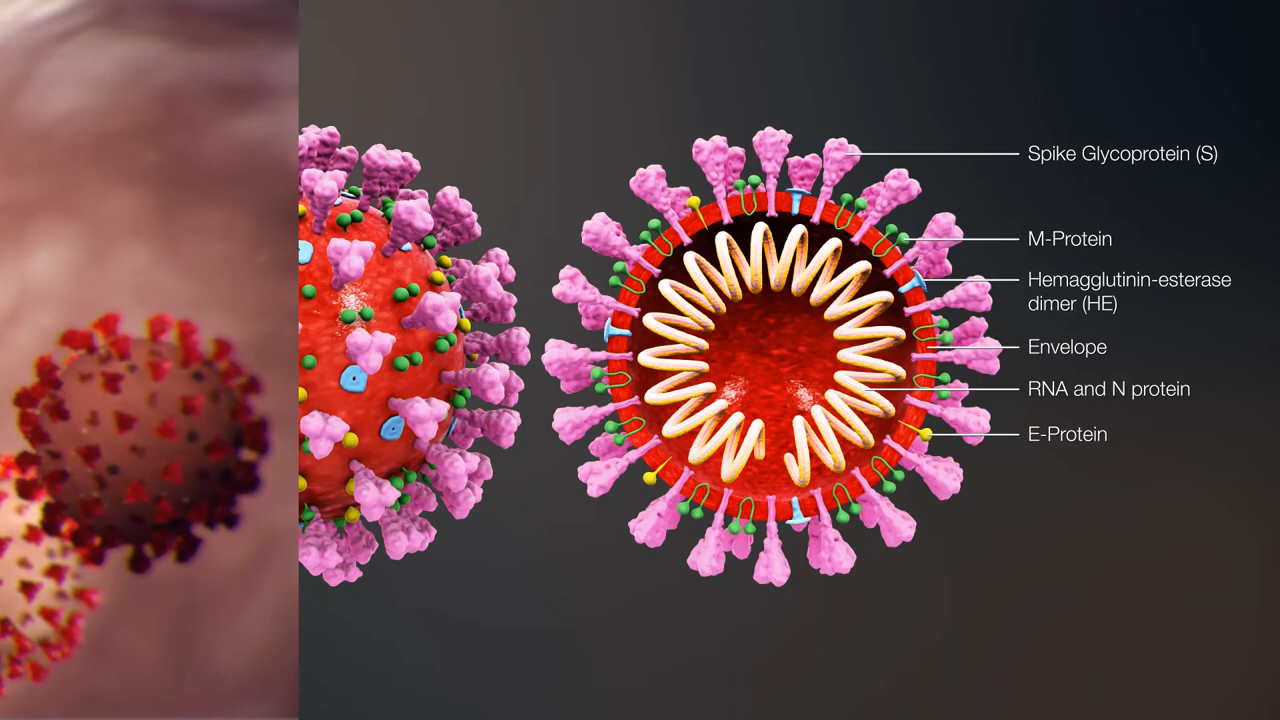 Spike Glycoprotein (S)
M-Protein
Hemagglutinin-esterase
dimer (HE)
Envelope
RNA and N protein
E-Protein